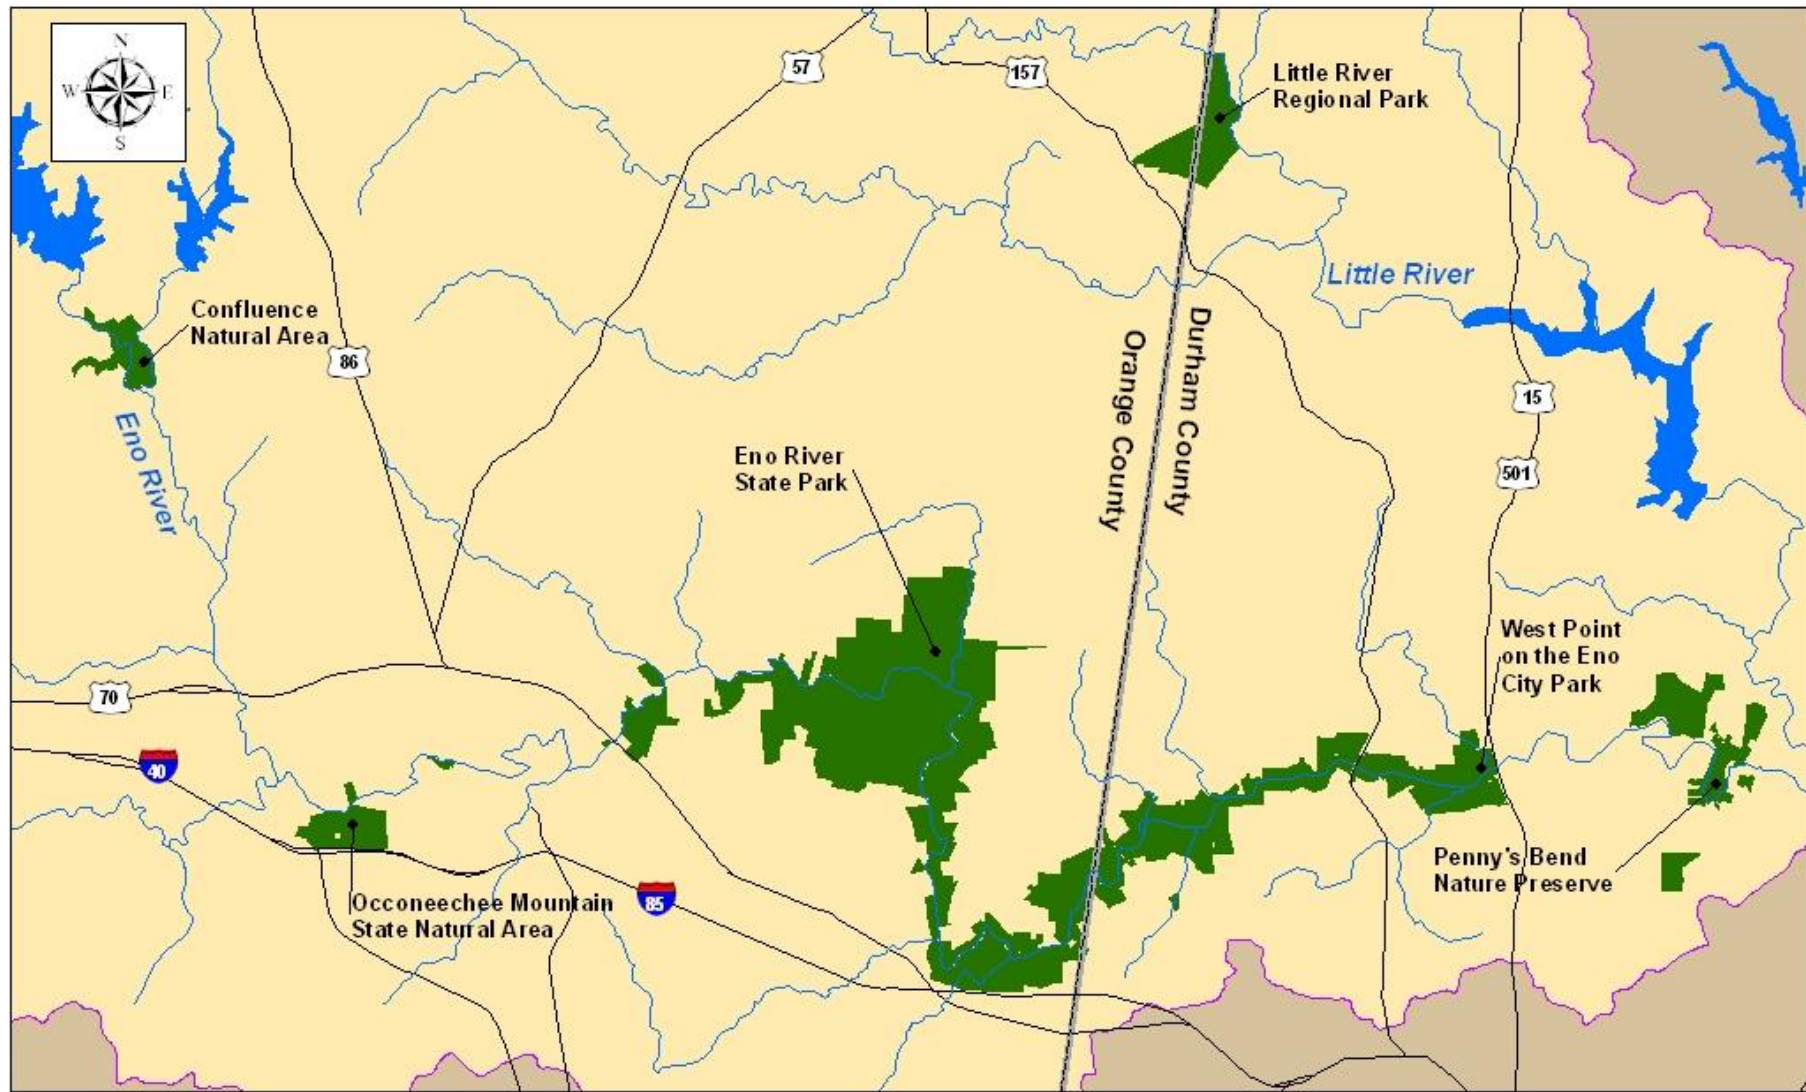 N
W E
S
57
157
Little River
Regional Park
Confluence
Natural Area
86
Little River
Durham County
Orange County
15
501
Eno River
Eno River
State Park
West Point
on the Eno
City Park
70
40
85
Occoneechee Mountain
State Natural Area
Penny's Bend
Nature Preserve